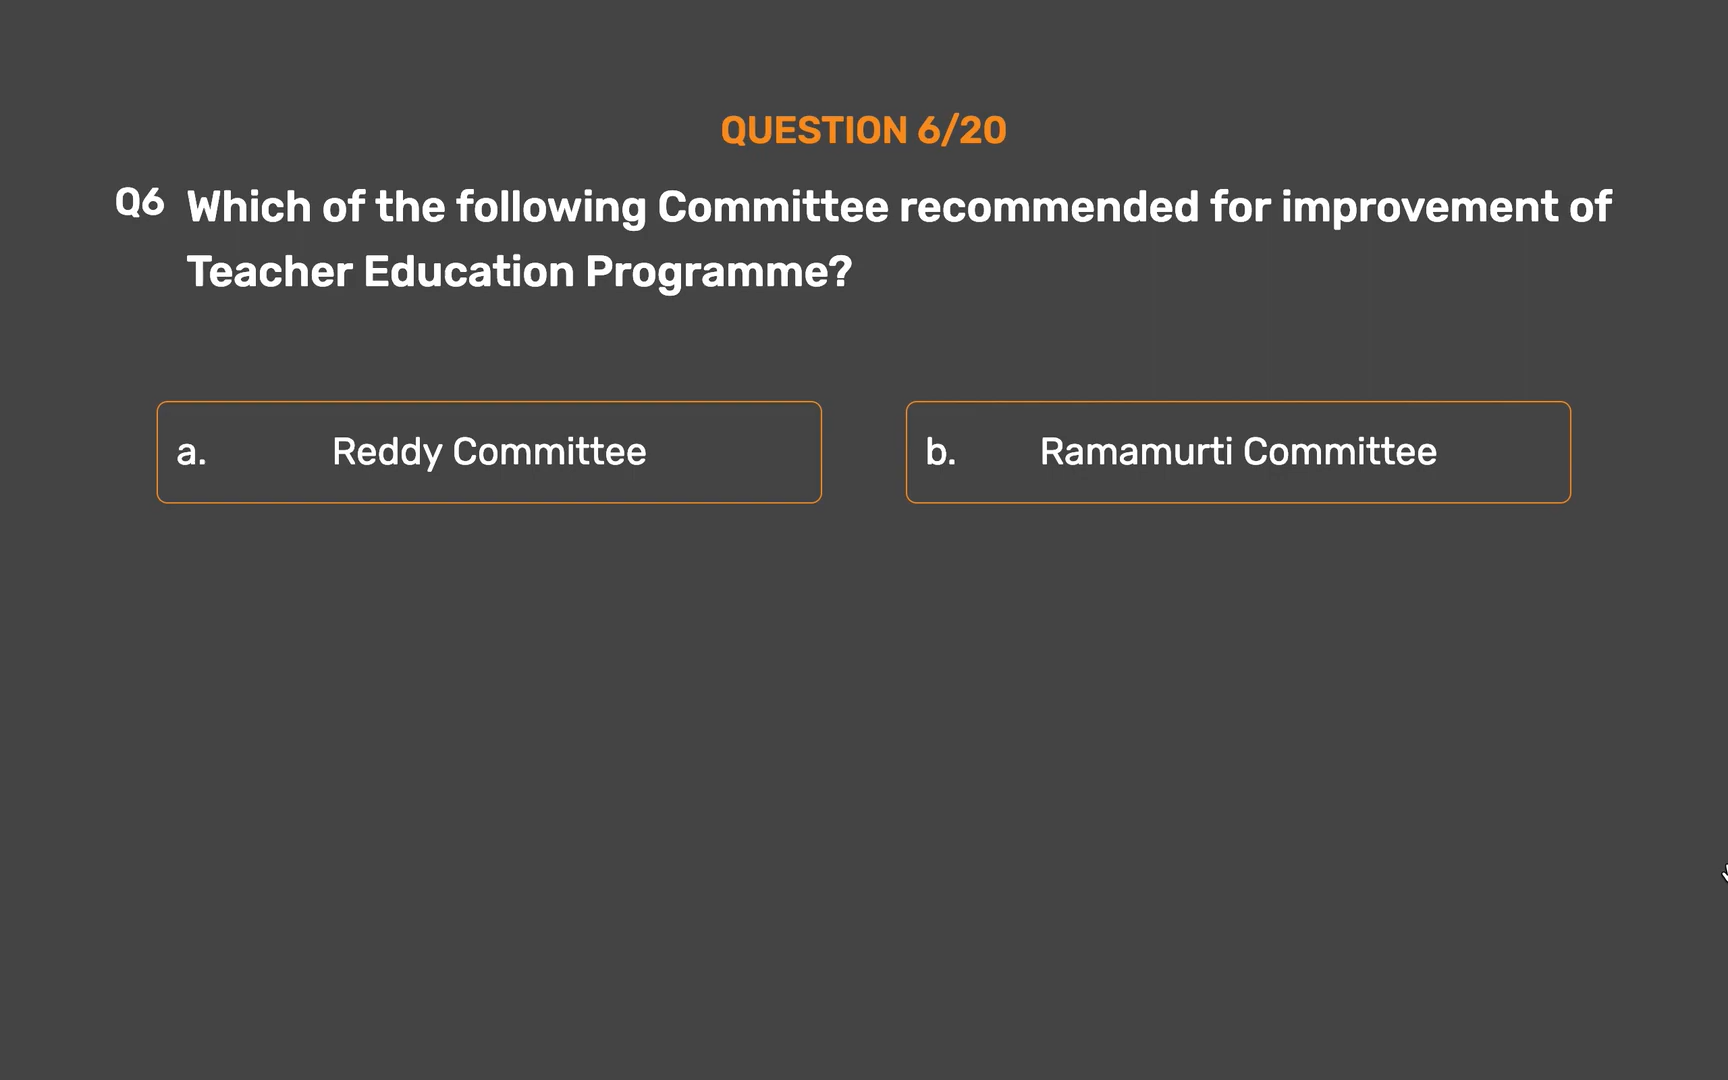 QUESTION 6/20
Q6 Which of the following Committee recommended for improvement of
Teacher Education Programme?
a. Reddy Committee
b. Ramamurti Committee